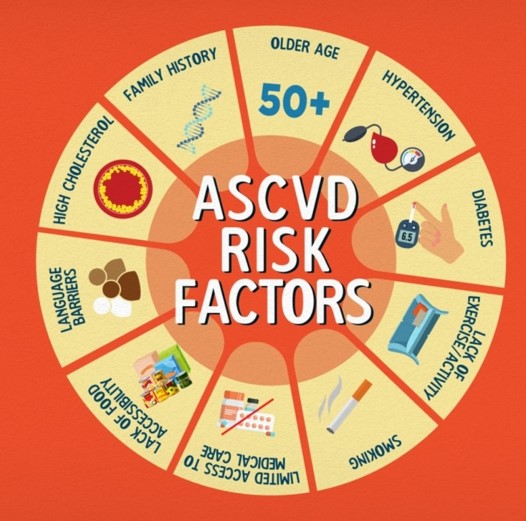 ASCVD
RISK
FACTORS
OLDER AGE
50+
HYPERTENSION
DIABETES
6.5
LACK OF
EXERCISE/ACTIVITY
SMOKING
LIMITED ACCESS TO
MEDICAL CARE
LACK OF FOOD
ACCESSIBILITY
LANGUAGE
BARRIERS
HIGH CHOLESTEROL
FAMILY HISTORY